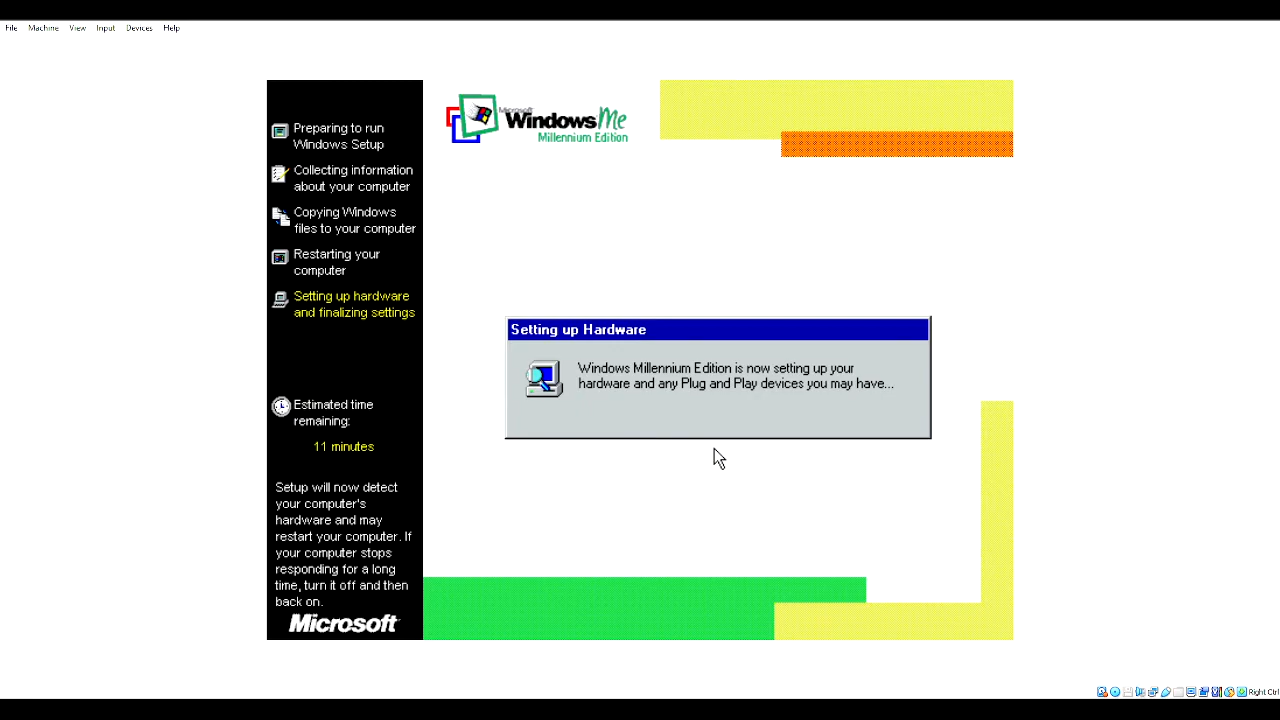 File Machine View Input Devices Help
Preparing to run
Windows Setup
Collecting information
about your computer
Copying Windows
files to your computer
Restarting your
computer
Setting up hardware
and finalizing settings
Estimated time
remaining:
11 minutes
Setup will now detect
your computer's
hardware and may
restart your computer. If
your computer stops
responding for a long
time, turn it off and then
back on.
Microsoft
Microsoft
Windows Me
Millennium Edition
Setting up Hardware
Windows Millennium Edition is now setting up your
hardware and any Plug and Play devices you may have...
Right Ctrl